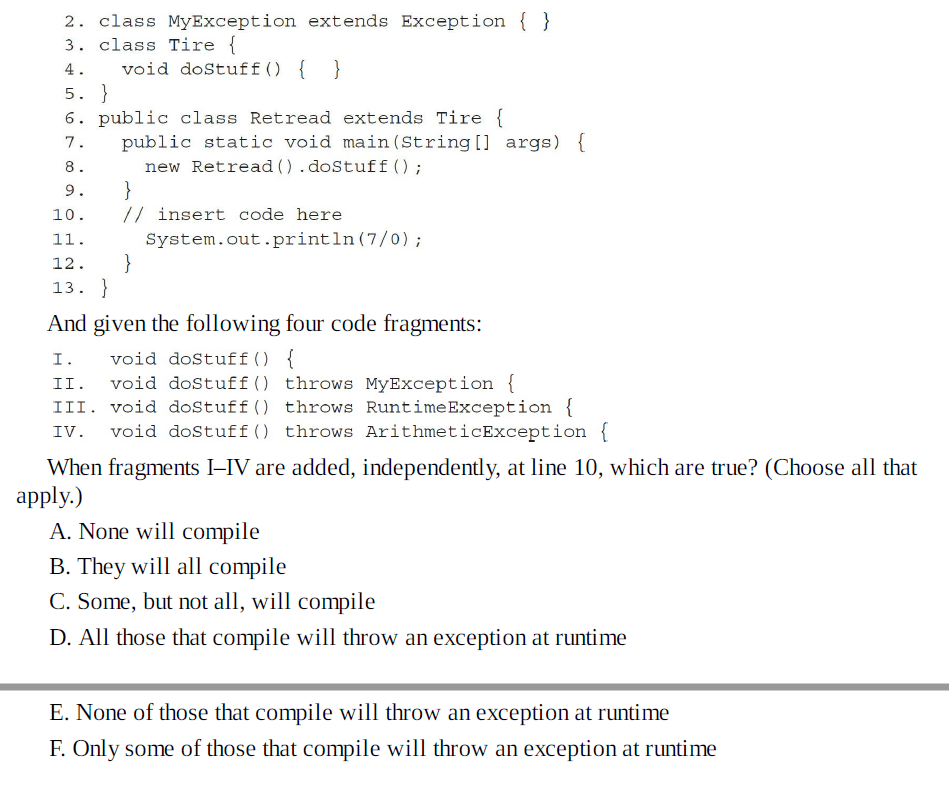 2. class MyException extends Exception { }
3. class Tire {
4.   void doStuff() {  }
5. }
6. public class Retread extends Tire {
7.   public static void main(String[] args) {
8.     new Retread().doStuff();
9.   }
10.   // insert code here
11.     System.out.println(7/0);
12.   }
13. }
And given the following four code fragments:
I.   void doStuff() {
II.  void doStuff() throws MyException {
III. void doStuff() throws RuntimeException {
IV.  void doStuff() throws ArithmeticException {
When fragments I–IV are added, independently, at line 10, which are true? (Choose all that
apply.)
A. None will compile
B. They will all compile
C. Some, but not all, will compile
D. All those that compile will throw an exception at runtime
E. None of those that compile will throw an exception at runtime
F. Only some of those that compile will throw an exception at runtime